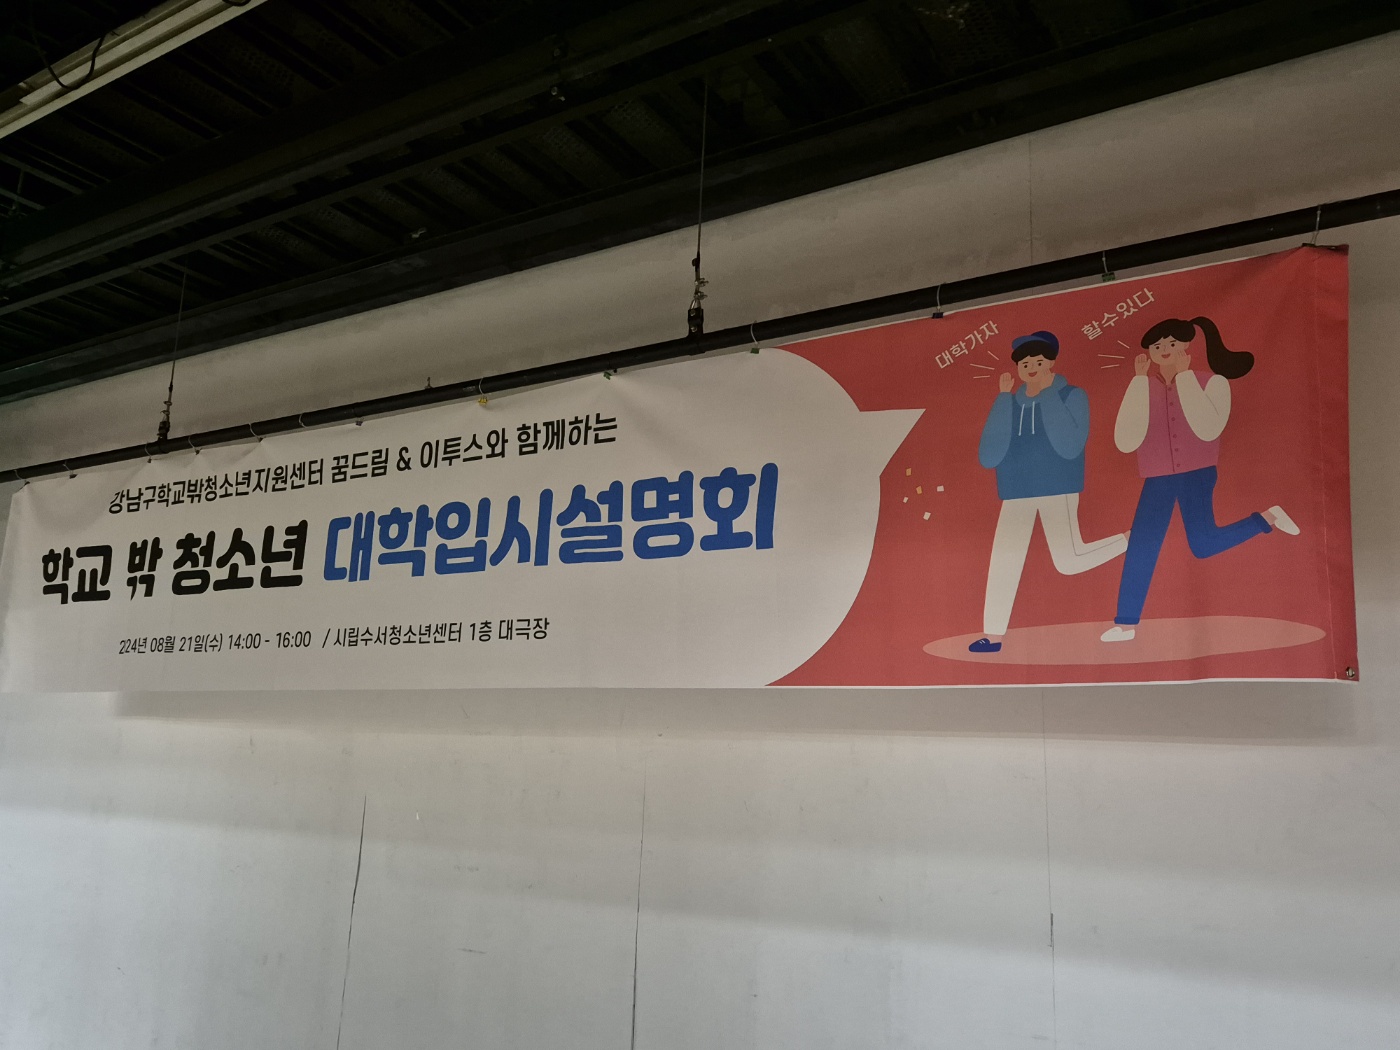 강남구학교밖청소년지원센터 꿈드림 & 이투스와 함께하는
학교 밖 청소년 대학입시설명회
224년 08월 21일(수) 14:00 - 16:00 / 시립수서청소년센터 1층 대극장
대학가자
할수있다